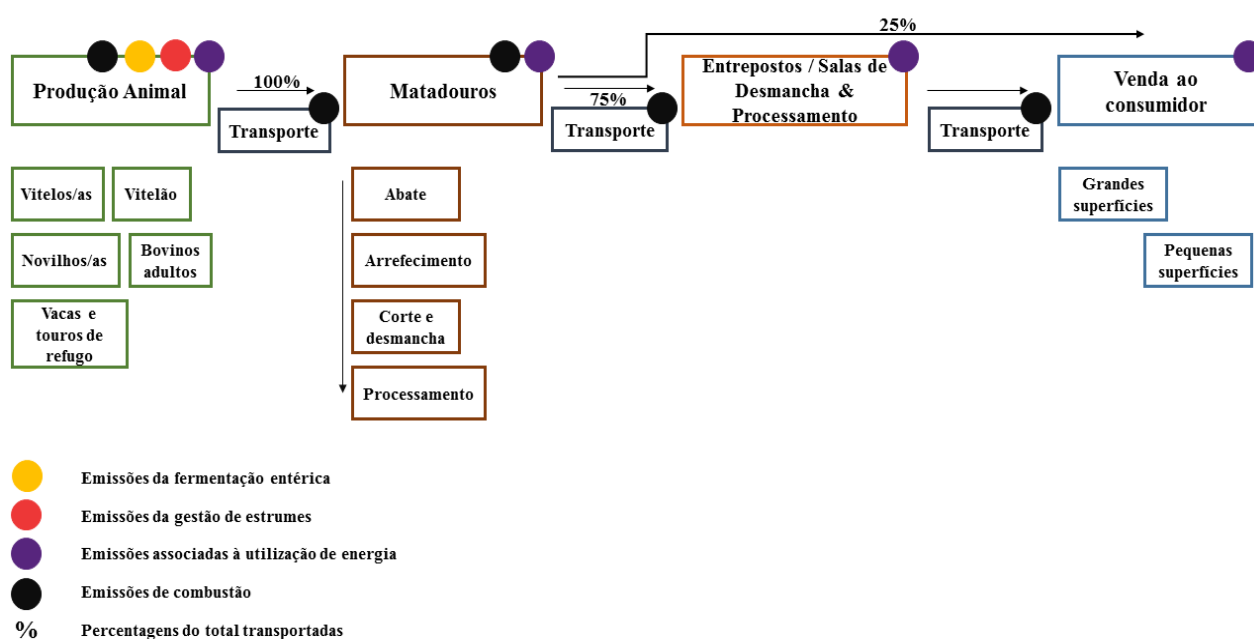 25%
Produção Animal
100%
Transporte
Matadouros
75%
Transporte
Entrepostos / Salas de
Desmancha &
Processamento
Transporte
Venda ao
consumidor
Vitelos/as
Vitelão
Novilhos/as
Bovinos
adultos
Vacas e
touros de
refugo
Abate
Arrefecimento
Corte e
desmancha
Processamento
Grandes
superfícies
Pequenas
superfícies
Emissões da fermentação entérica
Emissões da gestão de estrumes
Emissões associadas à utilização de energia
Emissões de combustão
% Percentagens do total transportadas